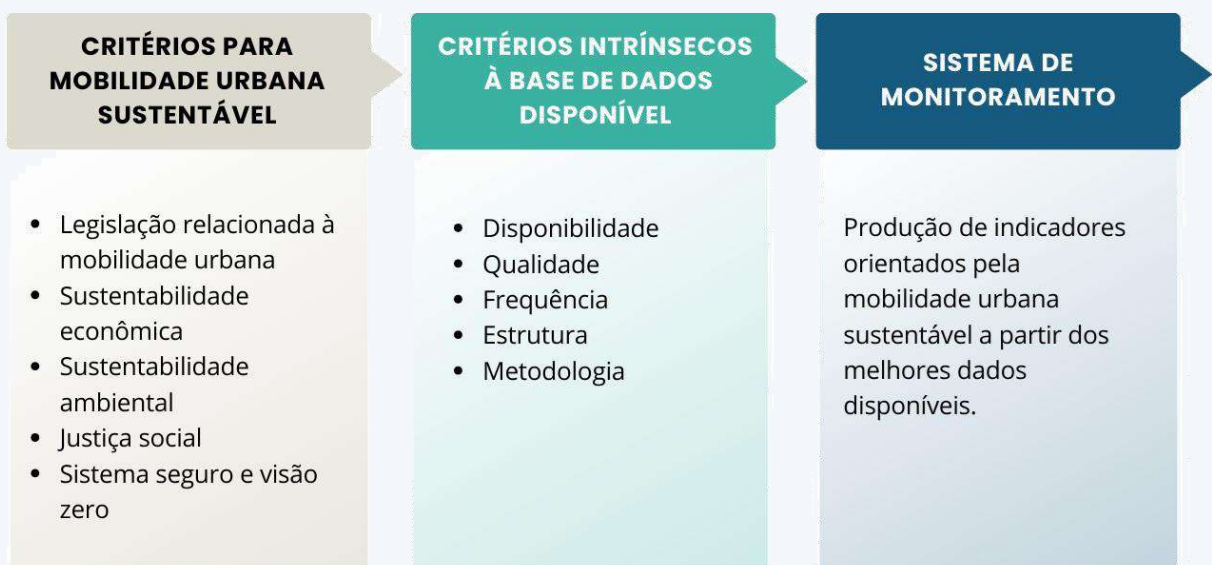 CRITÉRIOS PARA
MOBILIDADE URBANA
SUSTENTÁVEL
• Legislação relacionada à
mobilidade urbana
• Sustentabilidade
econômica
• Sustentabilidade
ambiental
• Justiça social
• Sistema seguro e visão
zero
CRITÉRIOS INTRÍNSECOS
À BASE DE DADOS
DISPONÍVEL
• Disponibilidade
• Qualidade
• Frequência
• Estrutura
• Metodologia
SISTEMA DE
MONITORAMENTO
Produção de indicadores
orientados pela
mobilidade urbana
sustentável a partir dos
melhores dados
disponíveis.